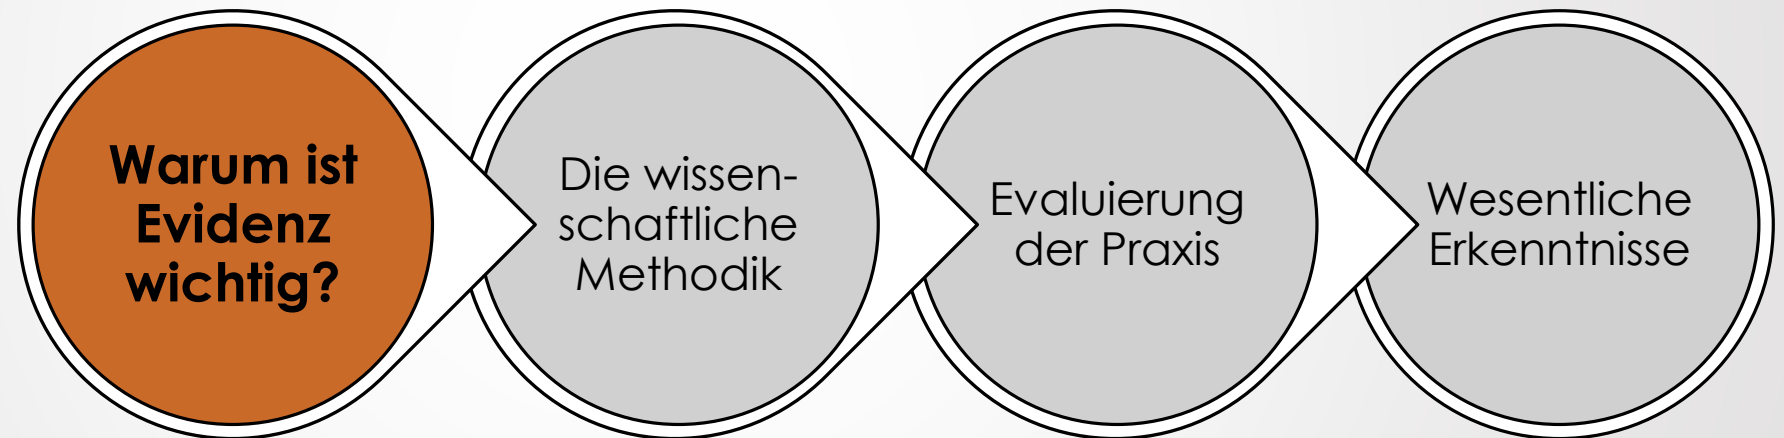 Warum ist
Evidenz
wichtig?
Die wissen-
schaftliche
Methodik
Evaluierung
der Praxis
Wesentliche
Erkenntnisse